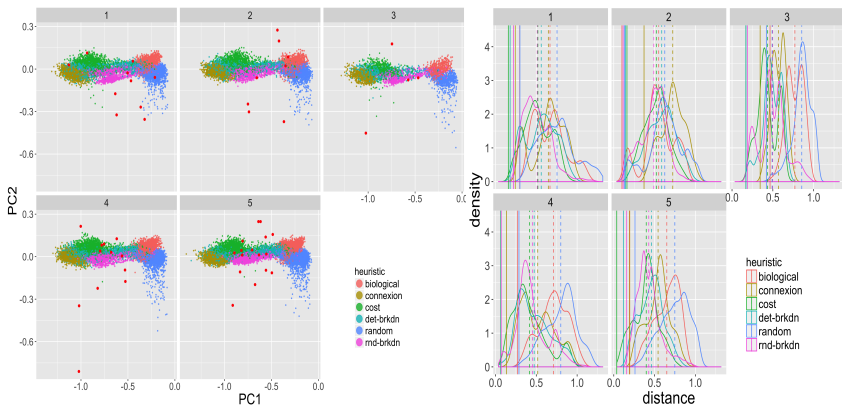 1
2
3
0.3
0.0
-0.3
-0.6
4
5
0.3
0.0
-0.3
-0.6
-1.0
-0.5
0.0
-1.0
-0.5
0.0
-1.0
-0.5
0.0
PC1
PC2
heuristic
biological
connexion
cost
det-brkdn
random
rnd-brkdn
1
2
3
4
3
2
1
0
4
5
4
3
2
1
0
0.0
0.5
1.0
0.0
0.5
1.0
0.0
0.5
1.0
distance
density
heuristic
biological
connexion
cost
det-brkdn
random
rnd-brkdn